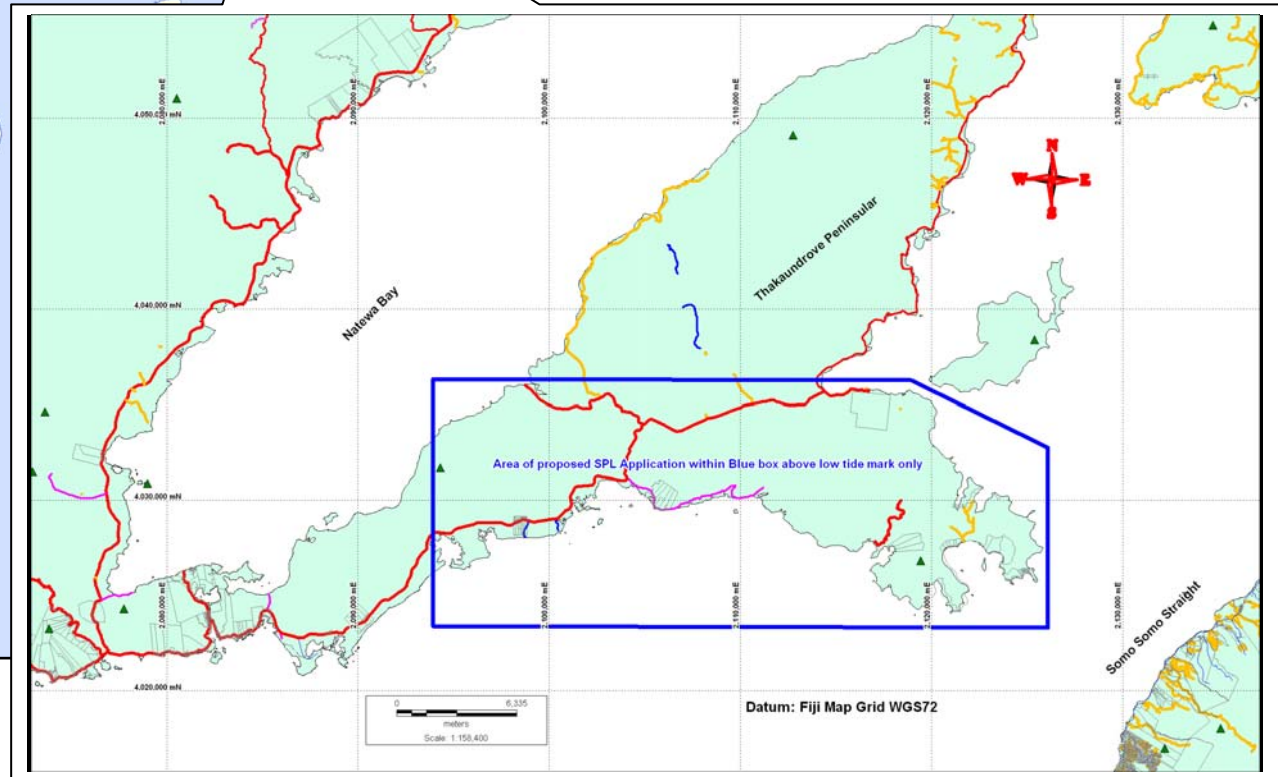 2,080,000 mE
2,090,000 mE
2,100,000 mE
2,110,000 mE
2,120,000 mE
2,130,000 mE
4,050,000 mN
N
W E
S
Thakaundrove Peninsular
4,040,000 mN
Natewa Bay
Area of proposed SPL Application within Blue box above low tide mark only
4,030,000 mN
2,080,000 mE
2,090,000 mE
2,100,000 mE
2,110,000 mE
2,120,000 mE
2,130,000 mE
Somo Somo Straight
4,020,000 mN
0 6,335
meters
Scale: 1:158,400
Datum: Fiji Map Grid WGS72